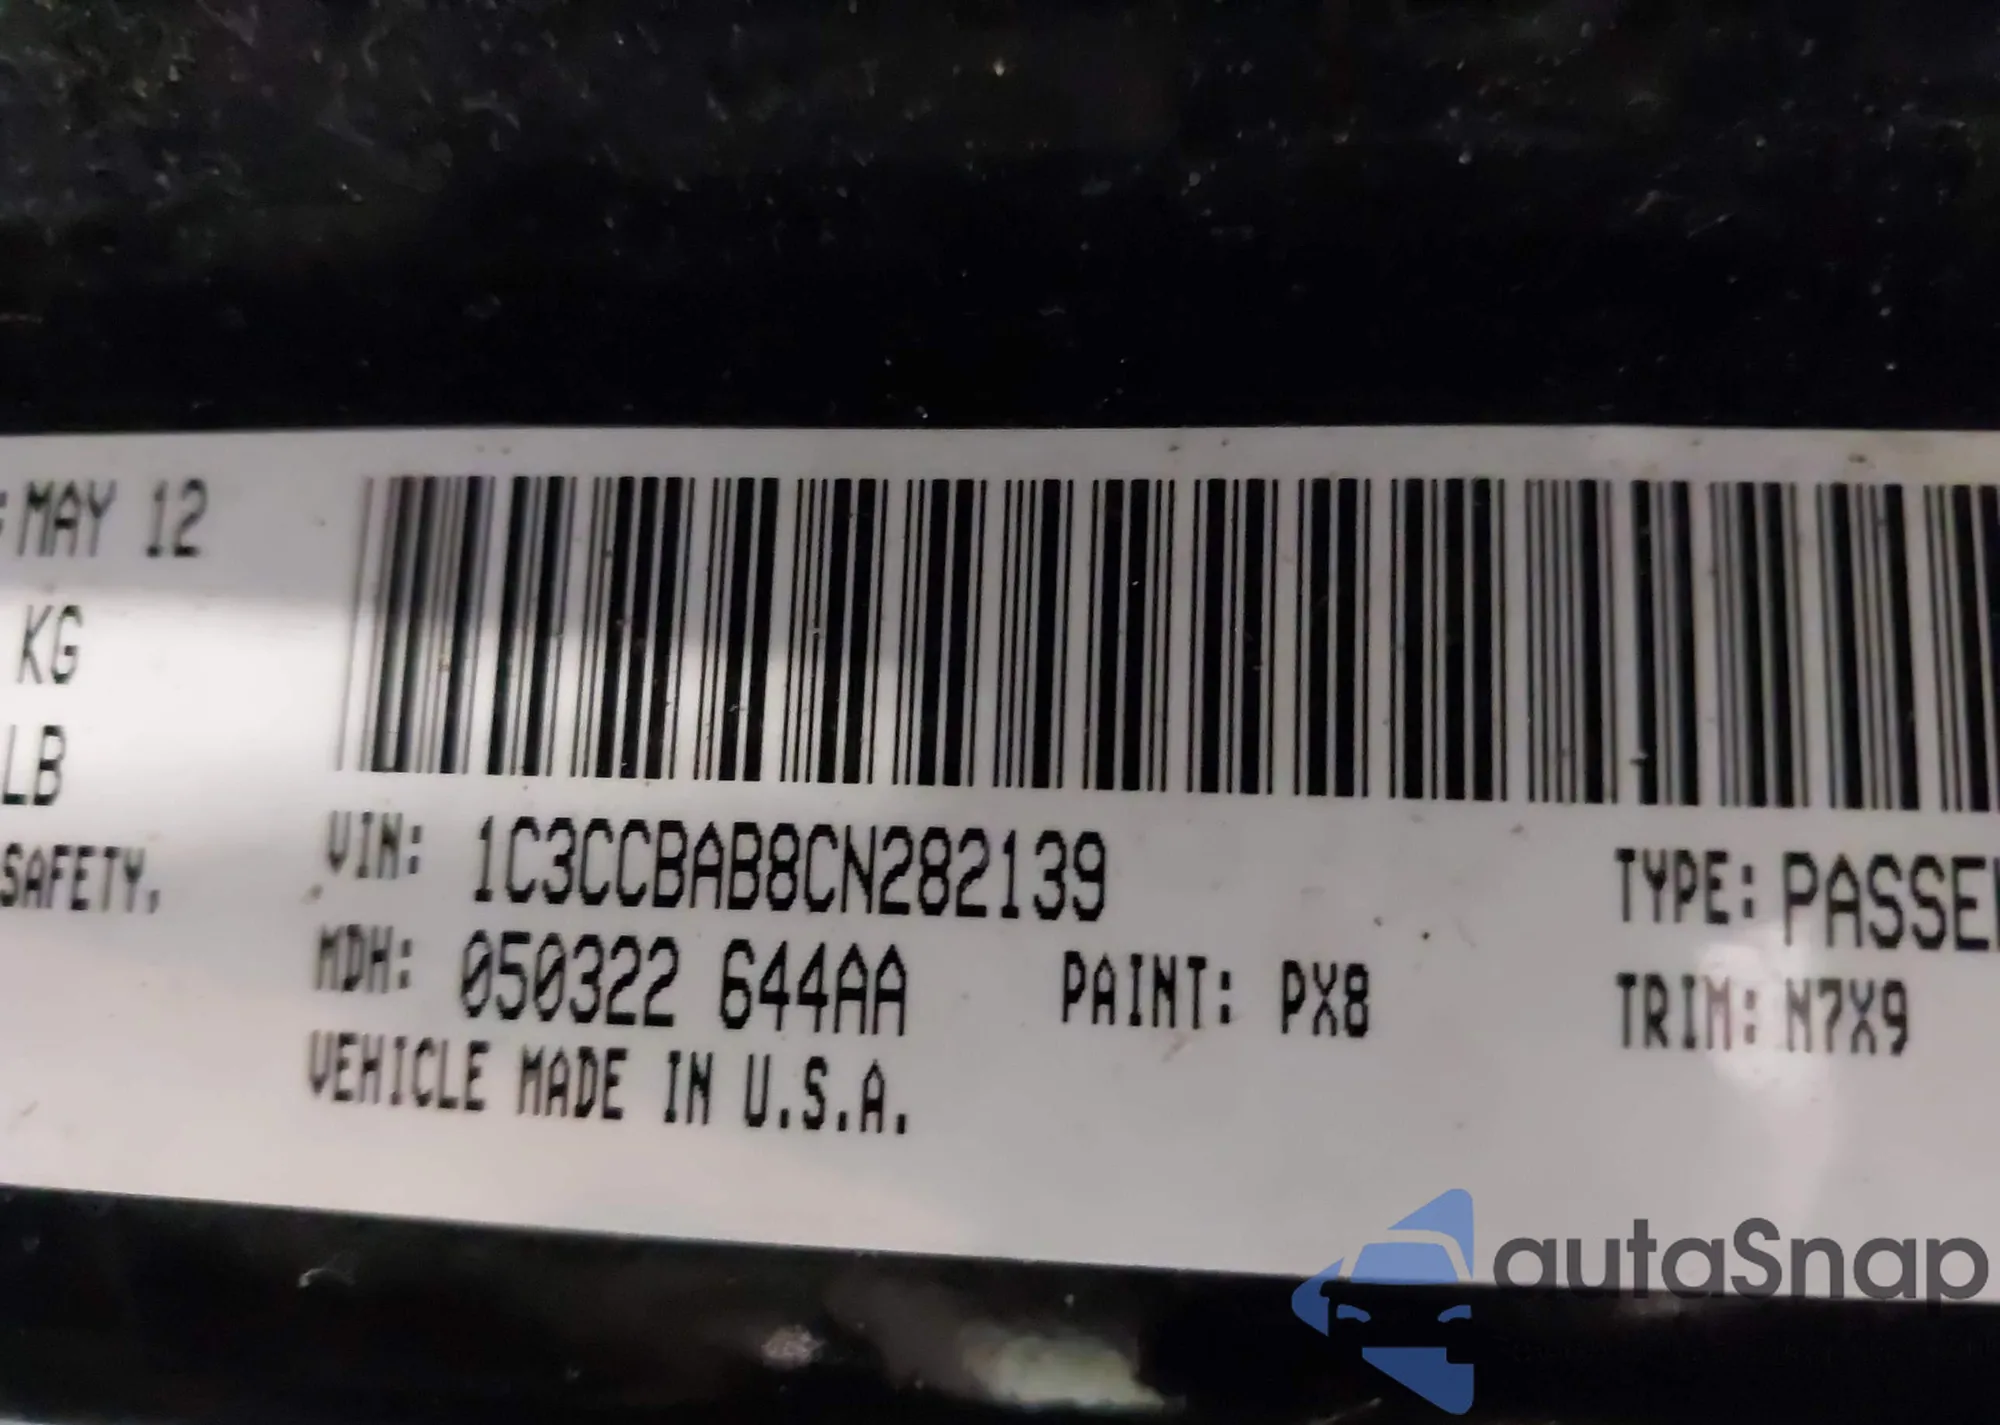 : MAY 12
KG
LB
SAFETY.
VIN: 1C3CCBAB8CN282139
TYPE: PASSE
MDH: 050322 644AA PAINT: PX8
TRIM: N7X9
VEHICLE MADE IN U.S.A.
autaSnap